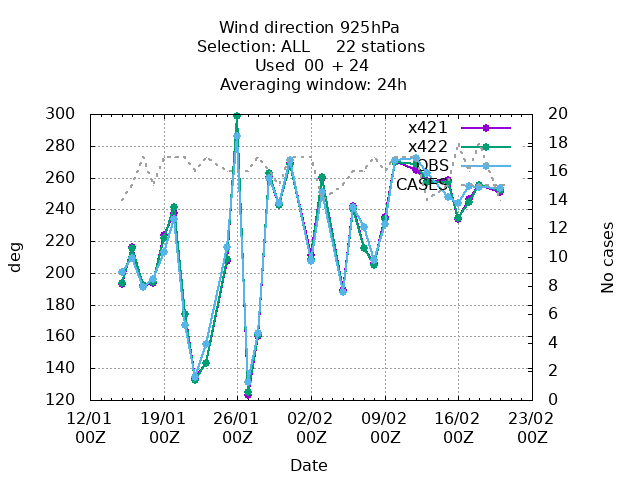 Wind direction 925hPa
Selection: ALL 22 stations
Used 00 + 24
Averaging window: 24h
300
280
260
240
220
200
180
160
140
120
deg
20
18
16
14
12
10
8
6
4
2
0
No cases
x421
x422
OBS
CASES
12/01 19/01 26/01 02/02 09/02 16/02 23/02
00Z 00Z 00Z 00Z 00Z 00Z 00Z
Date